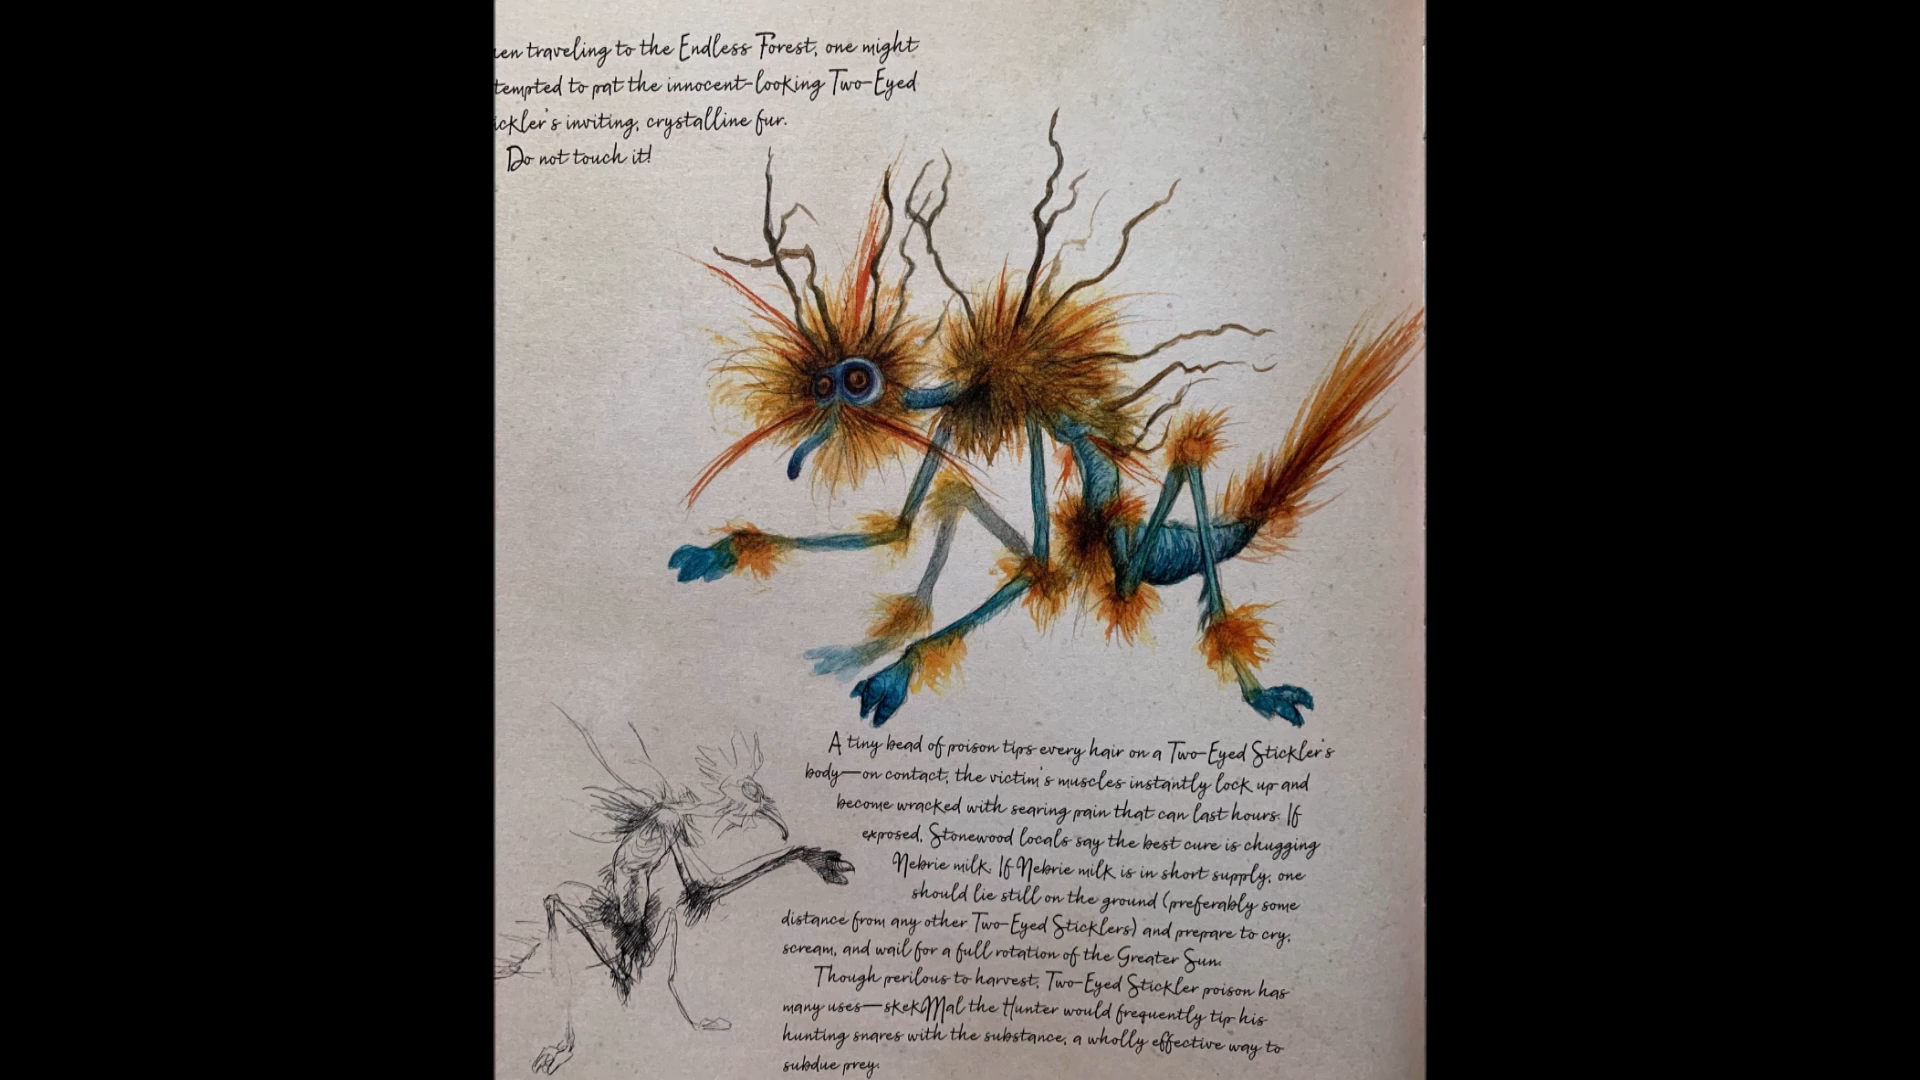 en traveling to the Endless Forest, one might
tempted to pat the innocent-looking Two-Eyed
ickler's inviting, crystalline fur.
Do not touch it!
A tiny bead of poison tips every hair on a Two-Eyed Stickler's
body—on contact, the victim's muscles instantly lock up and
become wracked with searing pain that can last hours. If
exposed, Stonewood locals say the best cure is chugging
Nebrie milk. If Nebrie milk is in short supply, one
should lie still on the ground (preferably some
distance from any other Two-Eyed Sticklers) and prepare to cry,
scream, and wail for a full rotation of the Greater Sun.
Though perilous to harvest, Two-Eyed Stickler poison has
many uses—skekMal the Hunter would frequently tip his
hunting snares with the substance, a wholly effective way to
subdue prey.